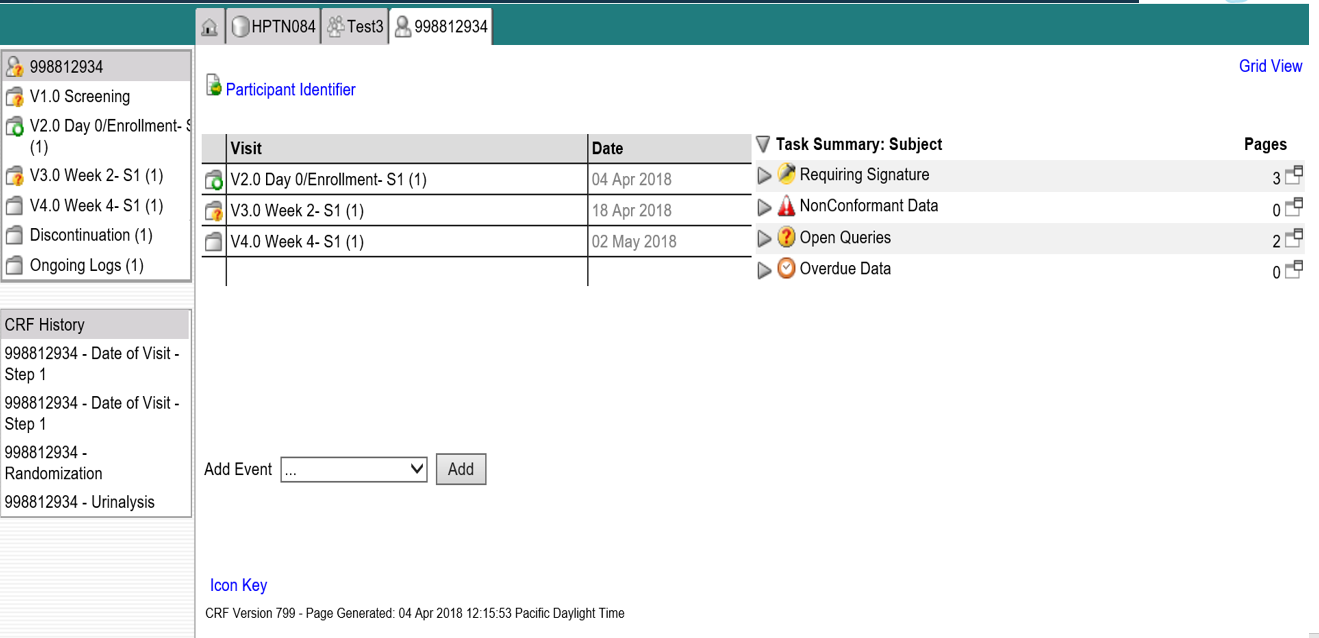 HPTN084
Test3
998812934
998812934
V1.0 Screening
V2.0 Day 0/Enrollment-
(1)
V3.0 Week 2- S1 (1)
V4.0 Week 4- S1 (1)
Discontinuation (1)
Ongoing Logs (1)
CRF History
998812934 - Date of Visit -
Step 1
998812934 - Date of Visit -
Step 1
998812934 -
Randomization
998812934 - Urinalysis
Grid View
Participant Identifier
Visit Date
V2.0 Day 0/Enrollment- S1 (1) 04 Apr 2018
V3.0 Week 2- S1 (1) 18 Apr 2018
V4.0 Week 4- S1 (1) 02 May 2018
Task Summary: Subject Pages
Requiring Signature 3
NonConformant Data 0
Open Queries 2
Overdue Data 0
Add Event ... Add
Icon Key
CRF Version 799 - Page Generated: 04 Apr 2018 12:15:53 Pacific Daylight Time